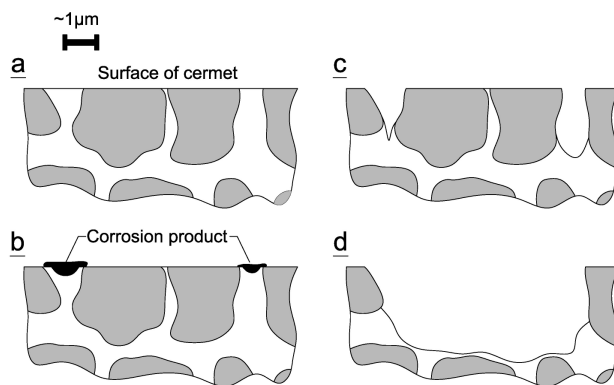 ~1µm
a
Surface of cermet
c
b
Corrosion product
d